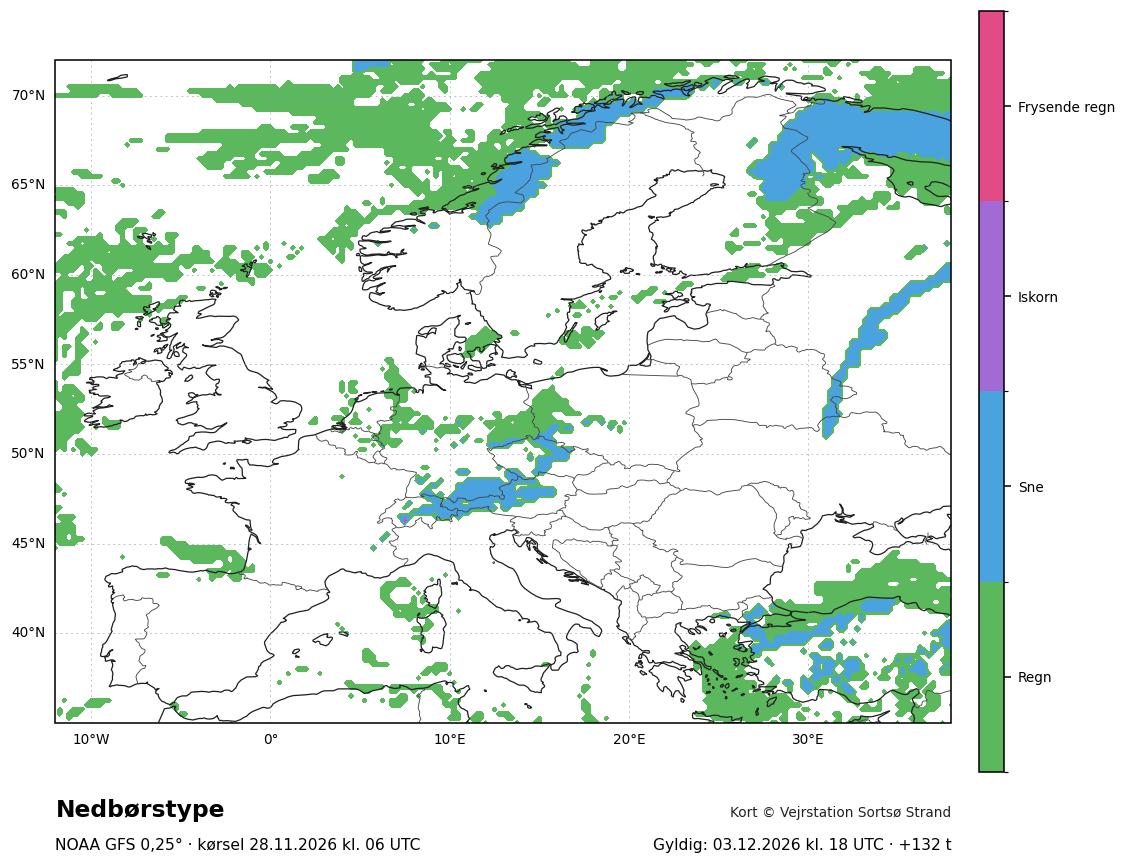 Frysende regn
Iskorn
Sne
Regn
70°N
65°N
60°N
55°N
50°N
45°N
40°N
10°W
0°
10°E
20°E
30°E
Nedbørstype
Kort © Vejrstation Sortsø Strand
NOAA GFS 0,25° · kørsel 28.11.2026 kl. 06 UTC
Gyldig: 03.12.2026 kl. 18 UTC · +132 t